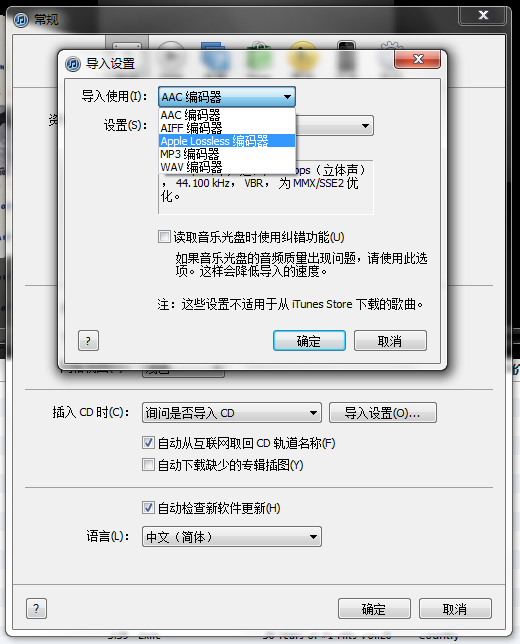 常规
导入设置
导入使用(I):
AAC 编码器
AAC 编码器
AIFF 编码器
Apple Lossless 编码器
MP3 编码器
WAV 编码器
设置(S):
ps（立体声）
，44.100 kHz，VBR，为 MMX/SSE2 优
化。
读取音乐光盘时使用纠错功能(U)
如果音乐光盘的音频质量出现问题，请使用此选
项。这样会降低导入的速度。
注：这些设置不适用于从 iTunes Store 下载的歌曲。
?
确定
取消
插入 CD 时(C):
询问是否导入 CD
导入设置(O)...
自动从互联网取回 CD 轨道名称(F)
自动下载缺少的专辑插图(Y)
自动检查新软件更新(H)
语言(L):
中文（简体）
?
确定
取消